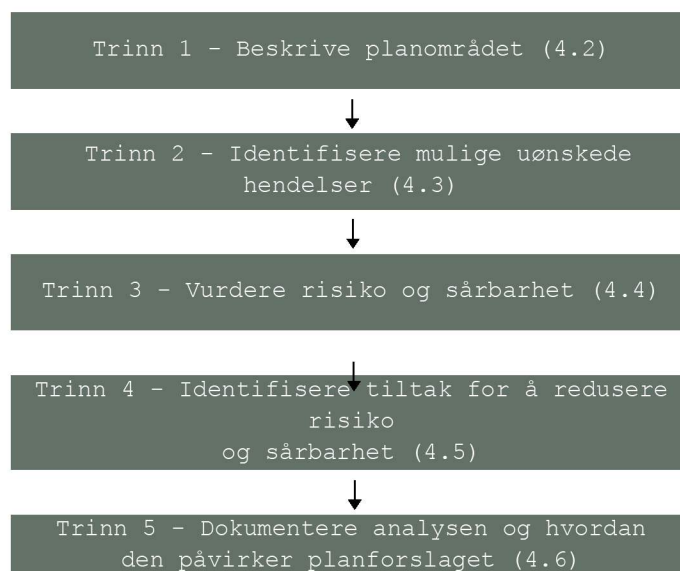 Trinn 1 – Beskrive planområdet (4.2)
Trinn 2 – Identifisere mulige uønskede
hendelser (4.3)
Trinn 3 – Vurdere risiko og sårbarhet (4.4)
Trinn 4 – Identifisere tiltak for å redusere
risiko
og sårbarhet (4.5)
Trinn 5 – Dokumentere analysen og hvordan
den påvirker planforslaget (4.6)